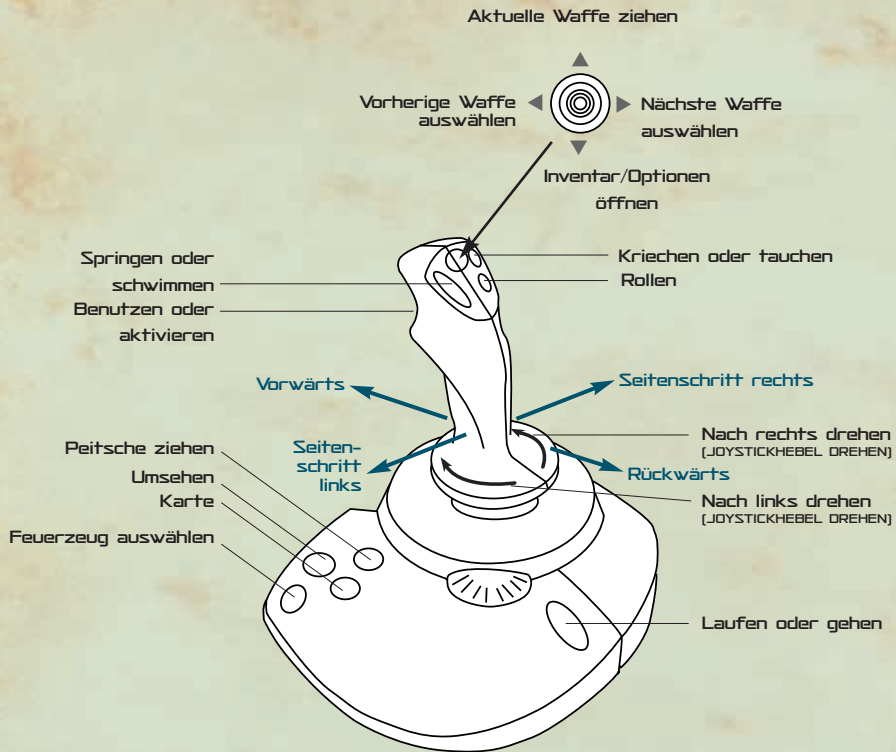 Aktuelle Waffe ziehen
Vorherige Waffe
auswählen
Nächste Waffe
auswählen
Inventar/Optionen
öffnen
Springen oder
schwimmen
Benutzen oder
aktivieren
Kriechen oder tauchen
Rollen
Vorwärts
Seitenschritt rechts
Peitsche ziehen
Umsehen
Karte
Feuerzeug auswählen
Seiten-
schritt
links
Nach rechts drehen
(JOYSTICKHEBEL DREHEN)
Rückwärts
Nach links drehen
(JOYSTICKHEBEL DREHEN)
Laufen oder gehen